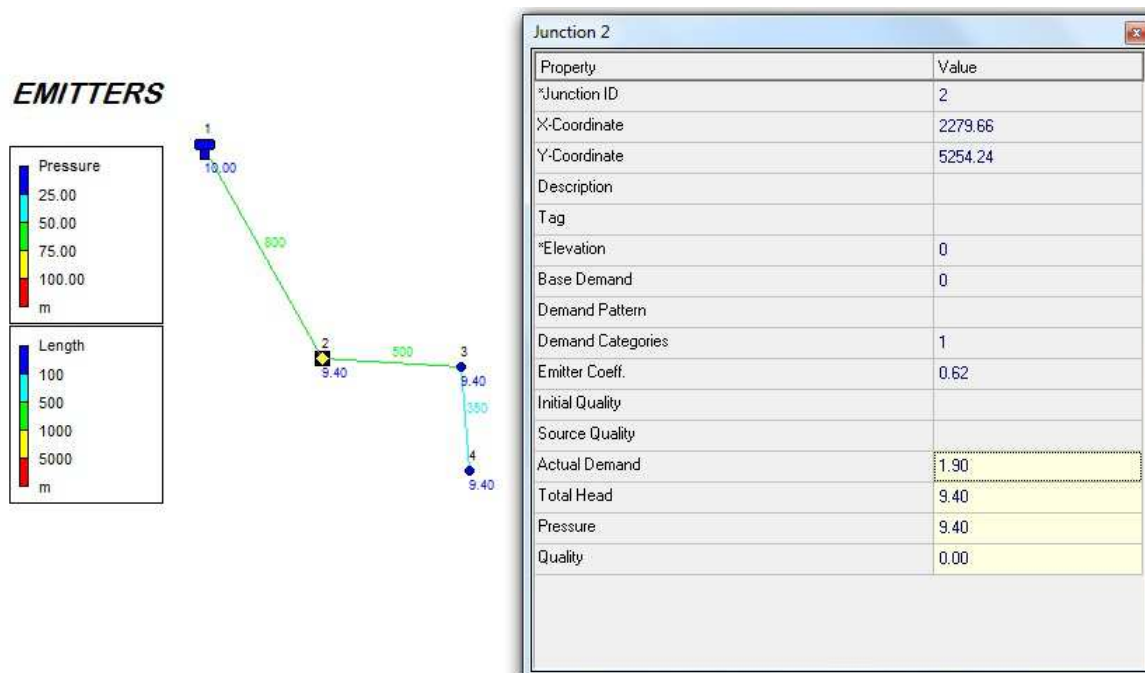 EMITTERS
Pressure
25.00
50.00
75.00
100.00
m
Length
100
500
1000
5000
m
1
10.00
800
2
9.40
500
3
9.40
350
4
9.40
Junction 2
Property Value
*Junction ID 2
X-Coordinate 2279.66
Y-Coordinate 5254.24
Description
Tag
*Elevation 0
Base Demand 0
Demand Pattern
Demand Categories 1
Emitter Coeff. 0.62
Initial Quality
Source Quality
Actual Demand 1.90
Total Head 9.40
Pressure 9.40
Quality 0.00